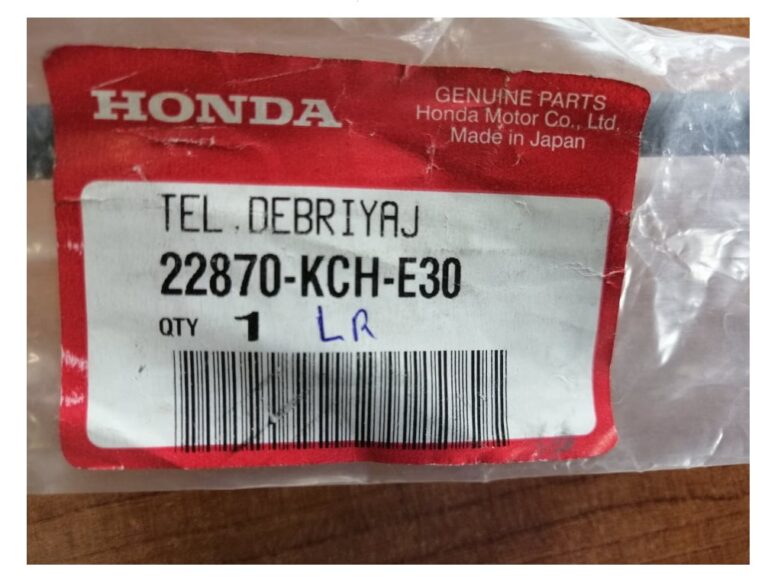 HONDA
GENUINE PARTS
Honda Motor Co., Ltd.
Made in Japan
TEL,DEBRIYAJ
22870-KCH-E30
QTY 1 LR